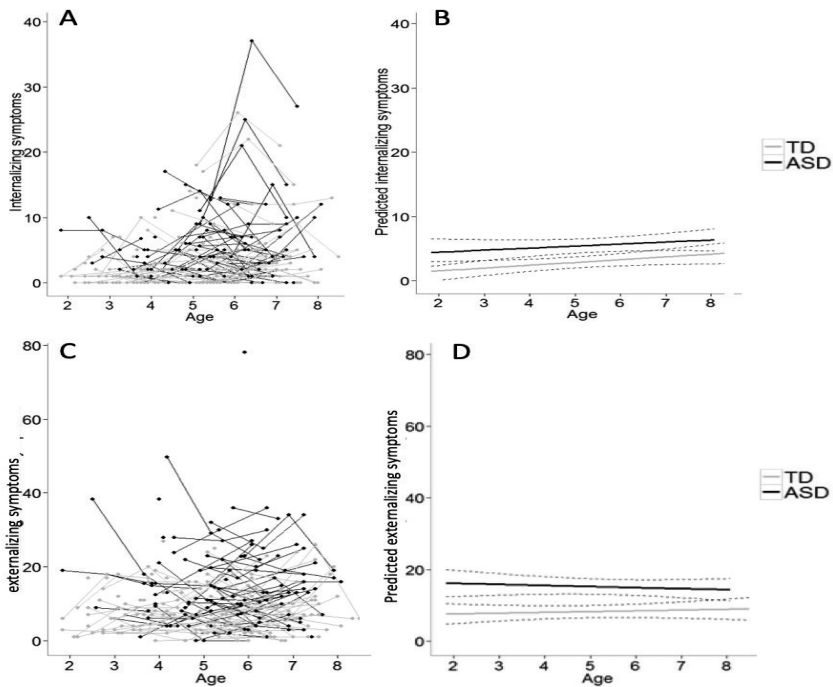 A
Internalizing symptoms
40
30
20
10
0
2 3 4 5 6 7 8
Age
B
Predicted internalizing symptoms
40
30
20
10
0
2 3 4 5 6 7 8
Age
TD
ASD
C
externalizing symptoms
80
60
40
20
0
2 3 4 5 6 7 8
Age
D
Predicted externalizing symptoms
80
60
40
20
0
2 3 4 5 6 7 8
Age
TD
ASD